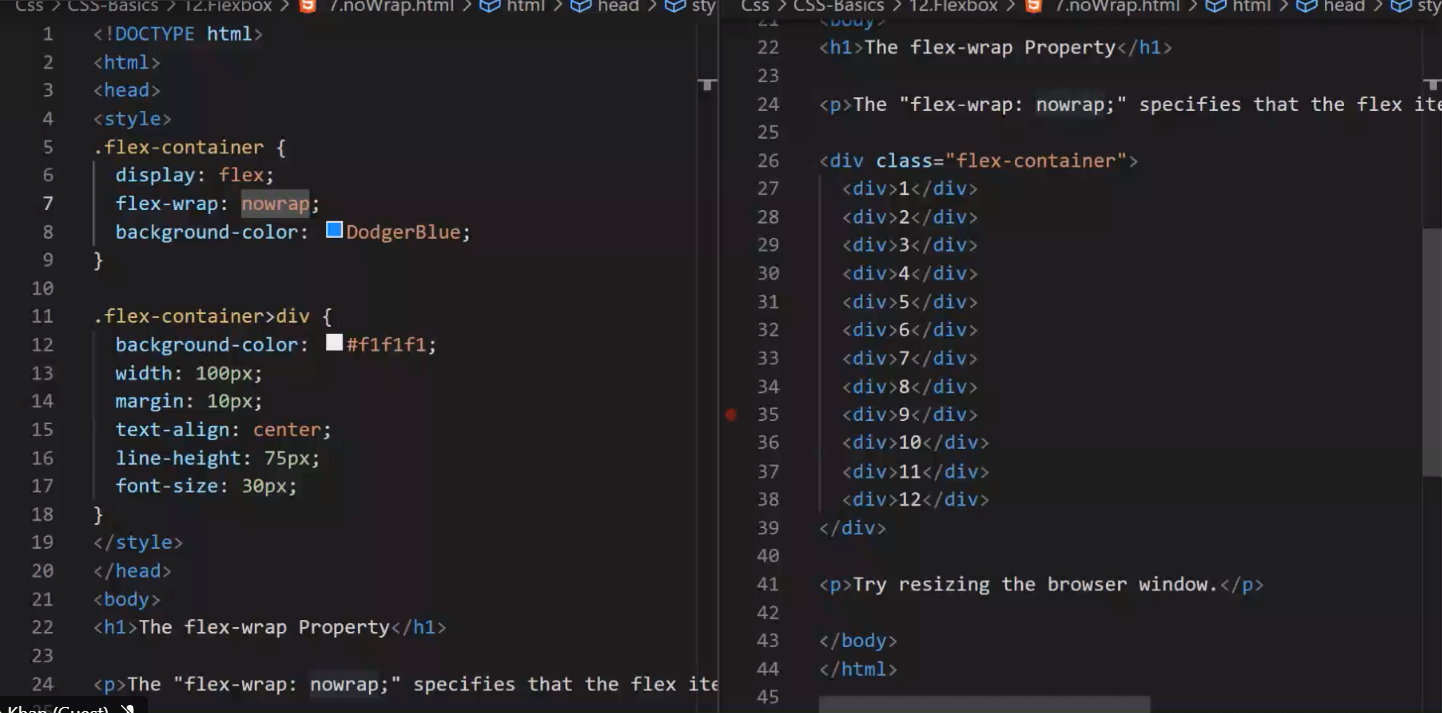 Css > CSS-Basics > 12.Flexbox > 7.noWrap.html > html > head > sty
1 <!DOCTYPE html>
2 <html>
3 <head>
4 <style>
5 .flex-container {
6 display: flex;
7 flex-wrap: nowrap;
8 background-color: DodgerBlue;
9 }
10
11 .flex-container>div {
12 background-color: #f1f1f1;
13 width: 100px;
14 margin: 10px;
15 text-align: center;
16 line-height: 75px;
17 font-size: 30px;
18 }
19 </style>
20 </head>
21 <body>
22 <h1>The flex-wrap Property</h1>
23
24 <p>The "flex-wrap: nowrap;" specifies that the flex ite
Khan (Guest)
Css > CSS-Basics > 12.Flexbox > 7.noWrap.html > html > head > sty
21 <body>
22 <h1>The flex-wrap Property</h1>
23
24 <p>The "flex-wrap: nowrap;" specifies that the flex ite
25
26 <div class="flex-container">
27 <div>1</div>
28 <div>2</div>
29 <div>3</div>
30 <div>4</div>
31 <div>5</div>
32 <div>6</div>
33 <div>7</div>
34 <div>8</div>
35 <div>9</div>
36 <div>10</div>
37 <div>11</div>
38 <div>12</div>
39 </div>
40
41 <p>Try resizing the browser window.</p>
42
43 </body>
44 </html>
45